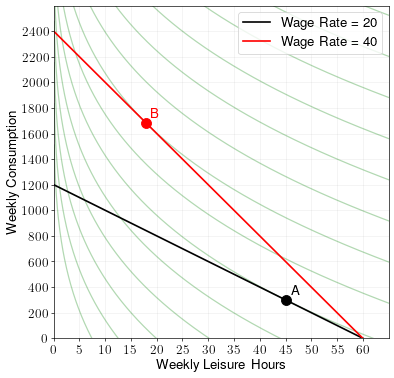 Wage Rate = 20
Wage Rate = 40
2400
2200
2000
1800
1600
1400
1200
1000
800
600
400
200
0
Weekly Consumption
B
A
0 5 10 15 20 25 30 35 40 45 50 55 60
Weekly Leisure Hours